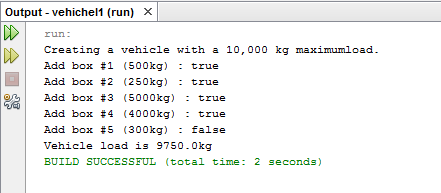 Output - vehichel1 (run)
run:
Creating a vehicle with a 10,000 kg maximumload.
Add box #1 (500kg) : true
Add box #2 (250kg) : true
Add box #3 (5000kg) : true
Add box #4 (4000kg) : true
Add box #5 (300kg) : false
Vehicle load is 9750.0kg
BUILD SUCCESSFUL (total time: 2 seconds)